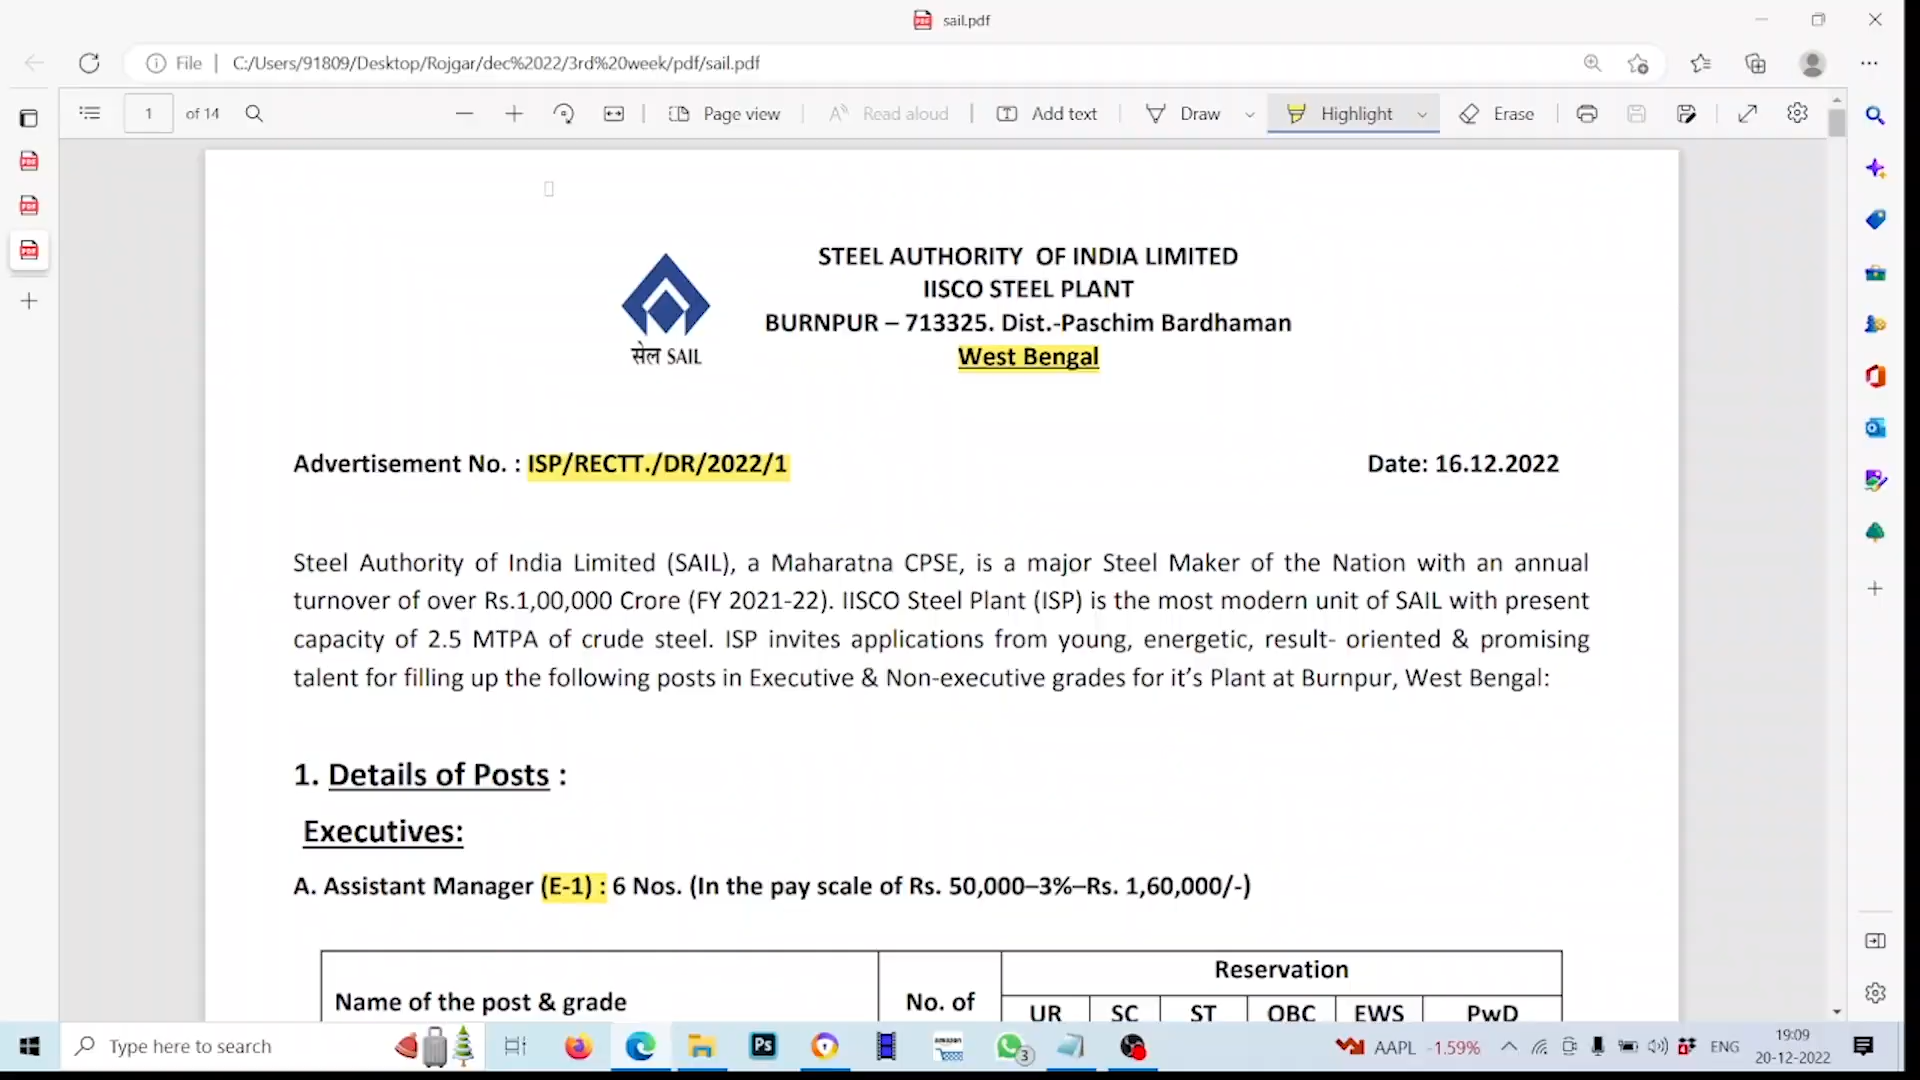 sail.pdf
File
C:/Users/91809/Desktop/Rojgar/dec%2022/3rd%20week/pdf/sail.pdf
1 of 14
Page view
Read aloud
Add text
Draw
Highlight
Erase
सेल SAIL
STEEL AUTHORITY OF INDIA LIMITED
IISCO STEEL PLANT
BURNPUR – 713325. Dist.-Paschim Bardhaman
West Bengal
Advertisement No. : ISP/RECTT./DR/2022/1 Date: 16.12.2022
Steel Authority of India Limited (SAIL), a Maharatna CPSE, is a major Steel Maker of the Nation with an annual
turnover of over Rs.1,00,000 Crore (FY 2021-22). IISCO Steel Plant (ISP) is the most modern unit of SAIL with present
capacity of 2.5 MTPA of crude steel. ISP invites applications from young, energetic, result- oriented & promising
talent for filling up the following posts in Executive & Non-executive grades for it’s Plant at Burnpur, West Bengal:
1. Details of Posts :
Executives:
A. Assistant Manager (E-1) : 6 Nos. (In the pay scale of Rs. 50,000–3%–Rs. 1,60,000/-)
Reservation
Name of the post & grade No. of
UR SC ST OBC EWS PwD
Type here to search
Ps
amazon
3
AAPL -1.59%
ENG
19:09
20-12-2022